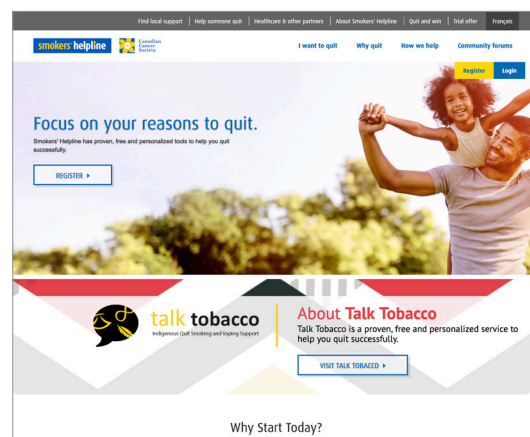 Find local support | Help someone quit | Healthcare & other partners | About Smokers' Helpline | Quit and win | Trial offer Français
smokers' helpline
Canadian
Cancer
Society
I want to quit Why quit How we help Community forums
Register Login
Focus on your reasons to quit.
Smokers' Helpline has proven, free and personalized tools to help you quit
successfully.
REGISTER
talk tobacco
Indigenous Quit Smoking and Vaping Support
About Talk Tobacco
Talk Tobacco is a proven, free and personalized service to
help you quit successfully.
VISIT TALK TOBACCO
Why Start Today?